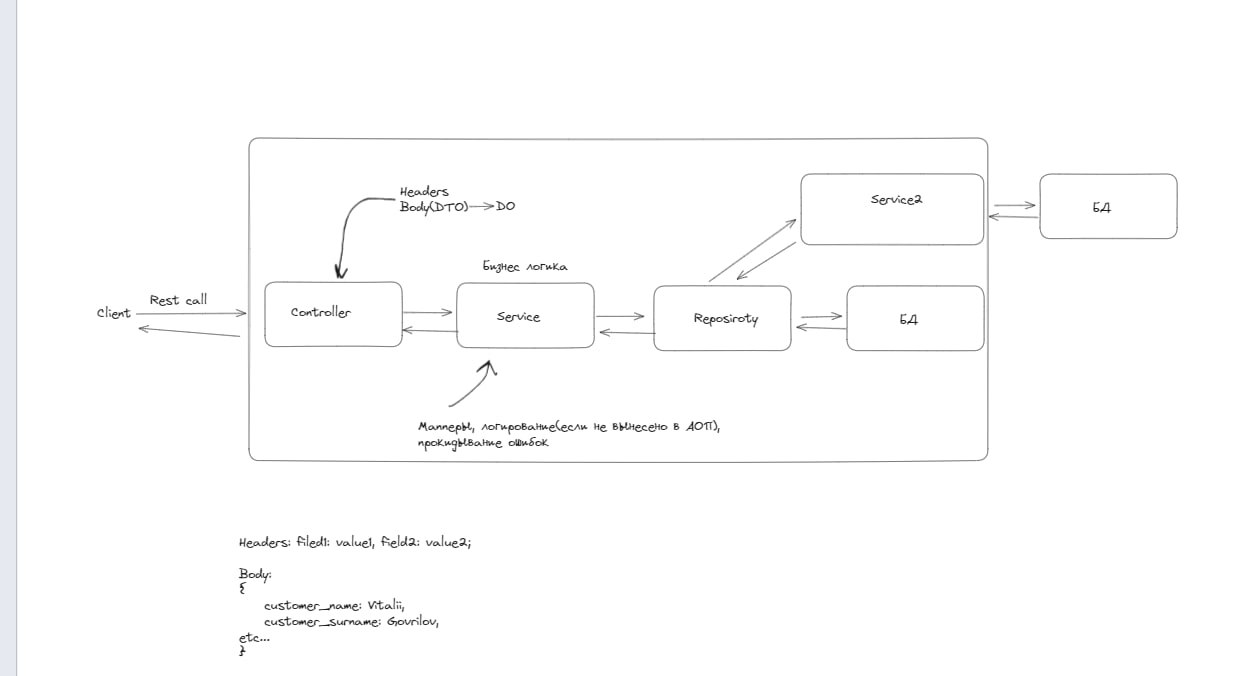 Headers
Body(DTO)→DO
Service2
БД
Бизнес логика
Client
Rest call
Controller
Service
Reposiroty
БД
Мапперы, логирование(если не вынесено в АОП),
прокидывание ошибок
Headers: filed1: value1, field2: value2;
Body:
{
customer_name: Vitalii,
customer_surname: Govrilov,
etc...
}